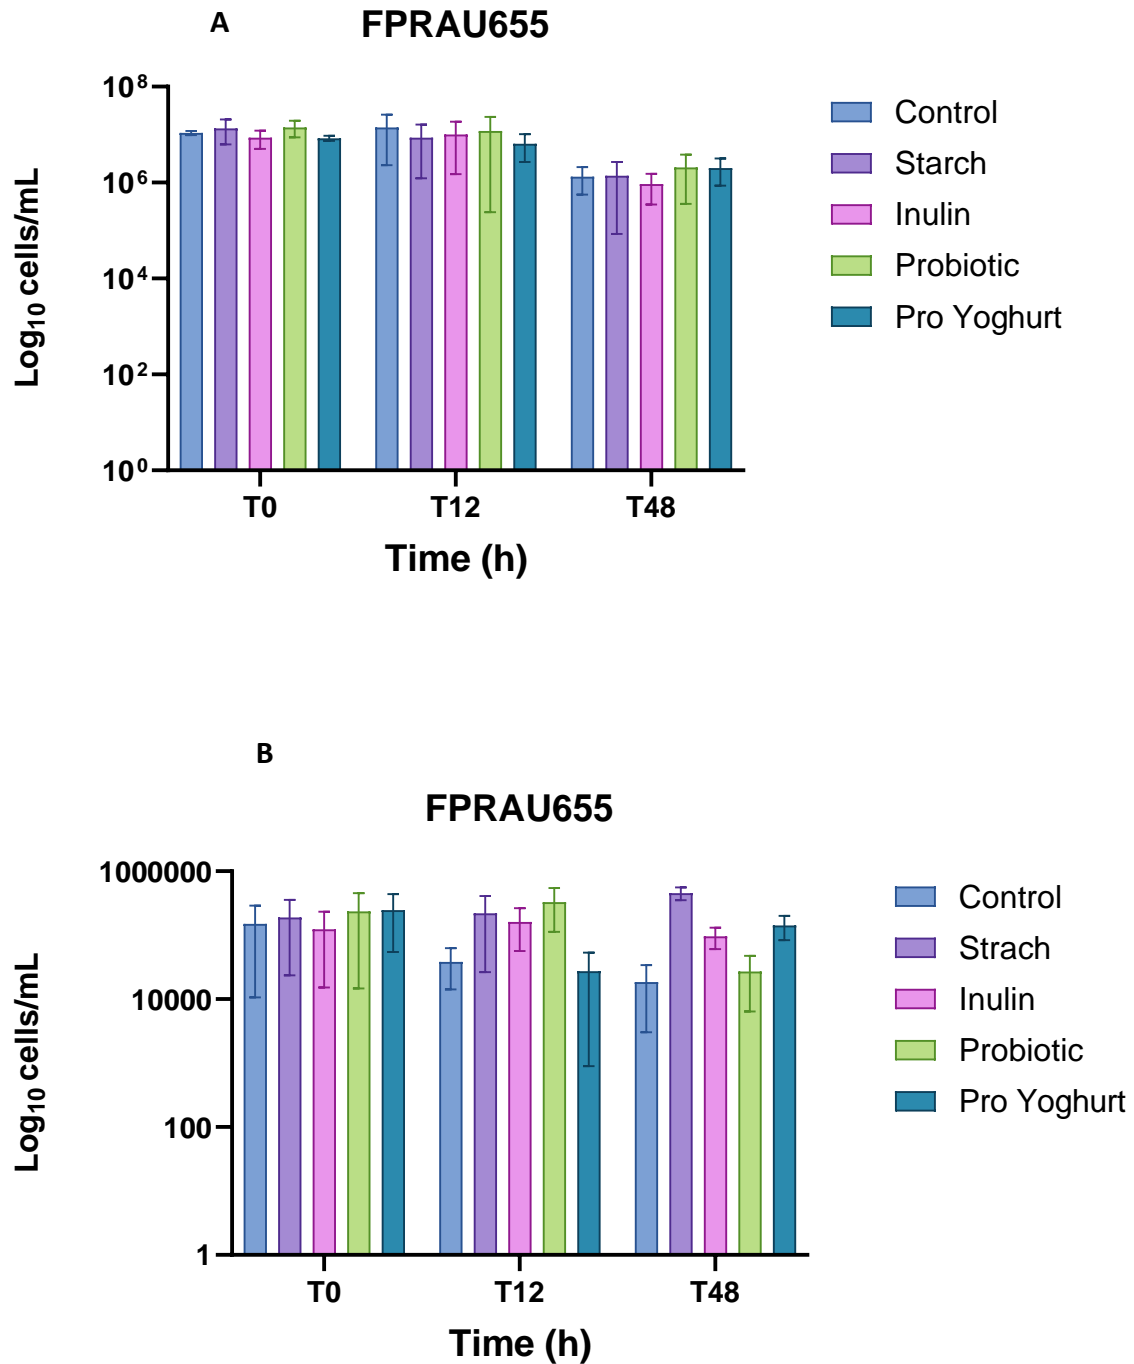 A
FPRAU655
10⁸
10⁶
10⁴
10²
10⁰
Log₁₀ cells/mL
T0 T12 T48
Time (h)
Control
Starch
Inulin
Probiotic
Pro Yoghurt
B
FPRAU655
1000000
10000
100
1
Log₁₀ cells/mL
T0 T12 T48
Time (h)
Control
Strach
Inulin
Probiotic
Pro Yoghurt